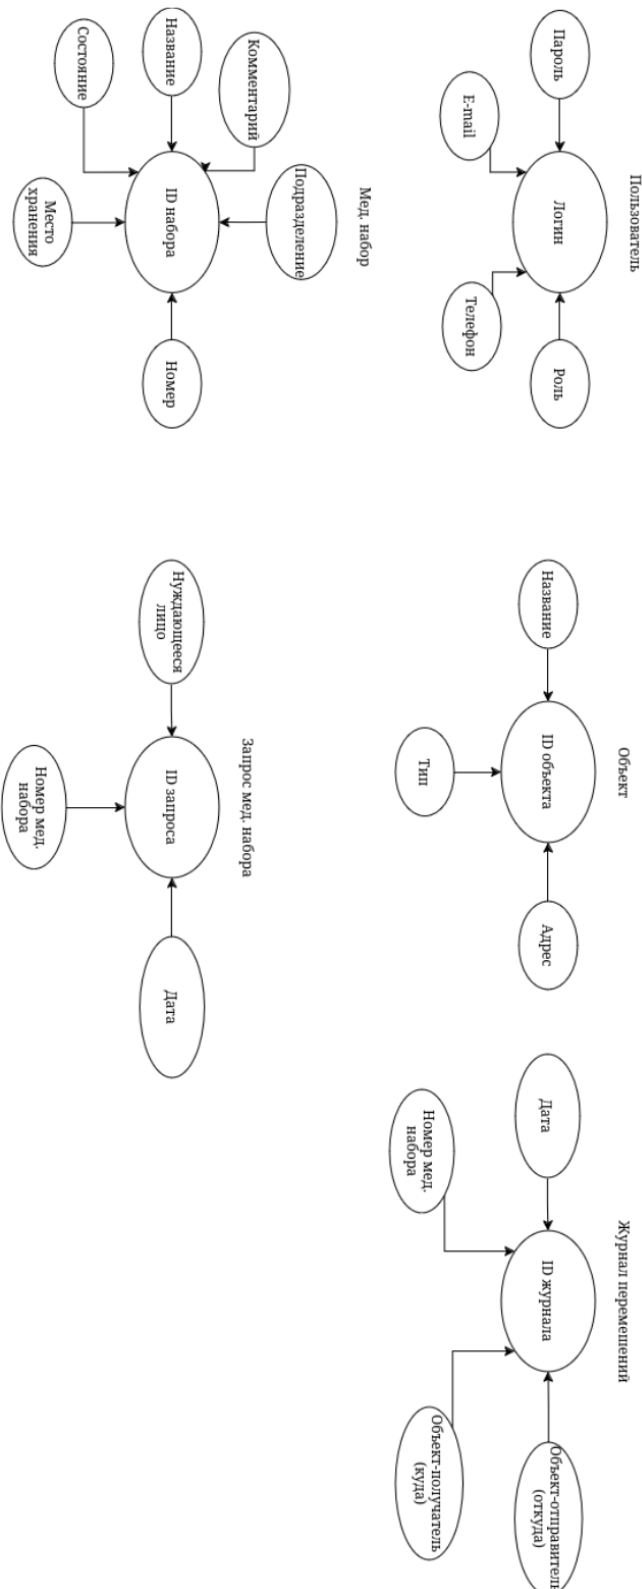 Пользователь
Пароль
E-mail
Логин
Телефон
Роль
Объект
Название
ID объекта
Тип
Адрес
Журнал перемешений
Дата
Номер мед.
набора
ID журнала
Объект-отправитель
(откуда)
Объект-получатель
(куда)
Мед. набор
Комментарий
Название
Состояние
Подразделение
ID набора
Место
хранения
Номер
Запрос мед. набора
Нуждающееся
лицо
ID запроса
Номер мед.
набора
Дата